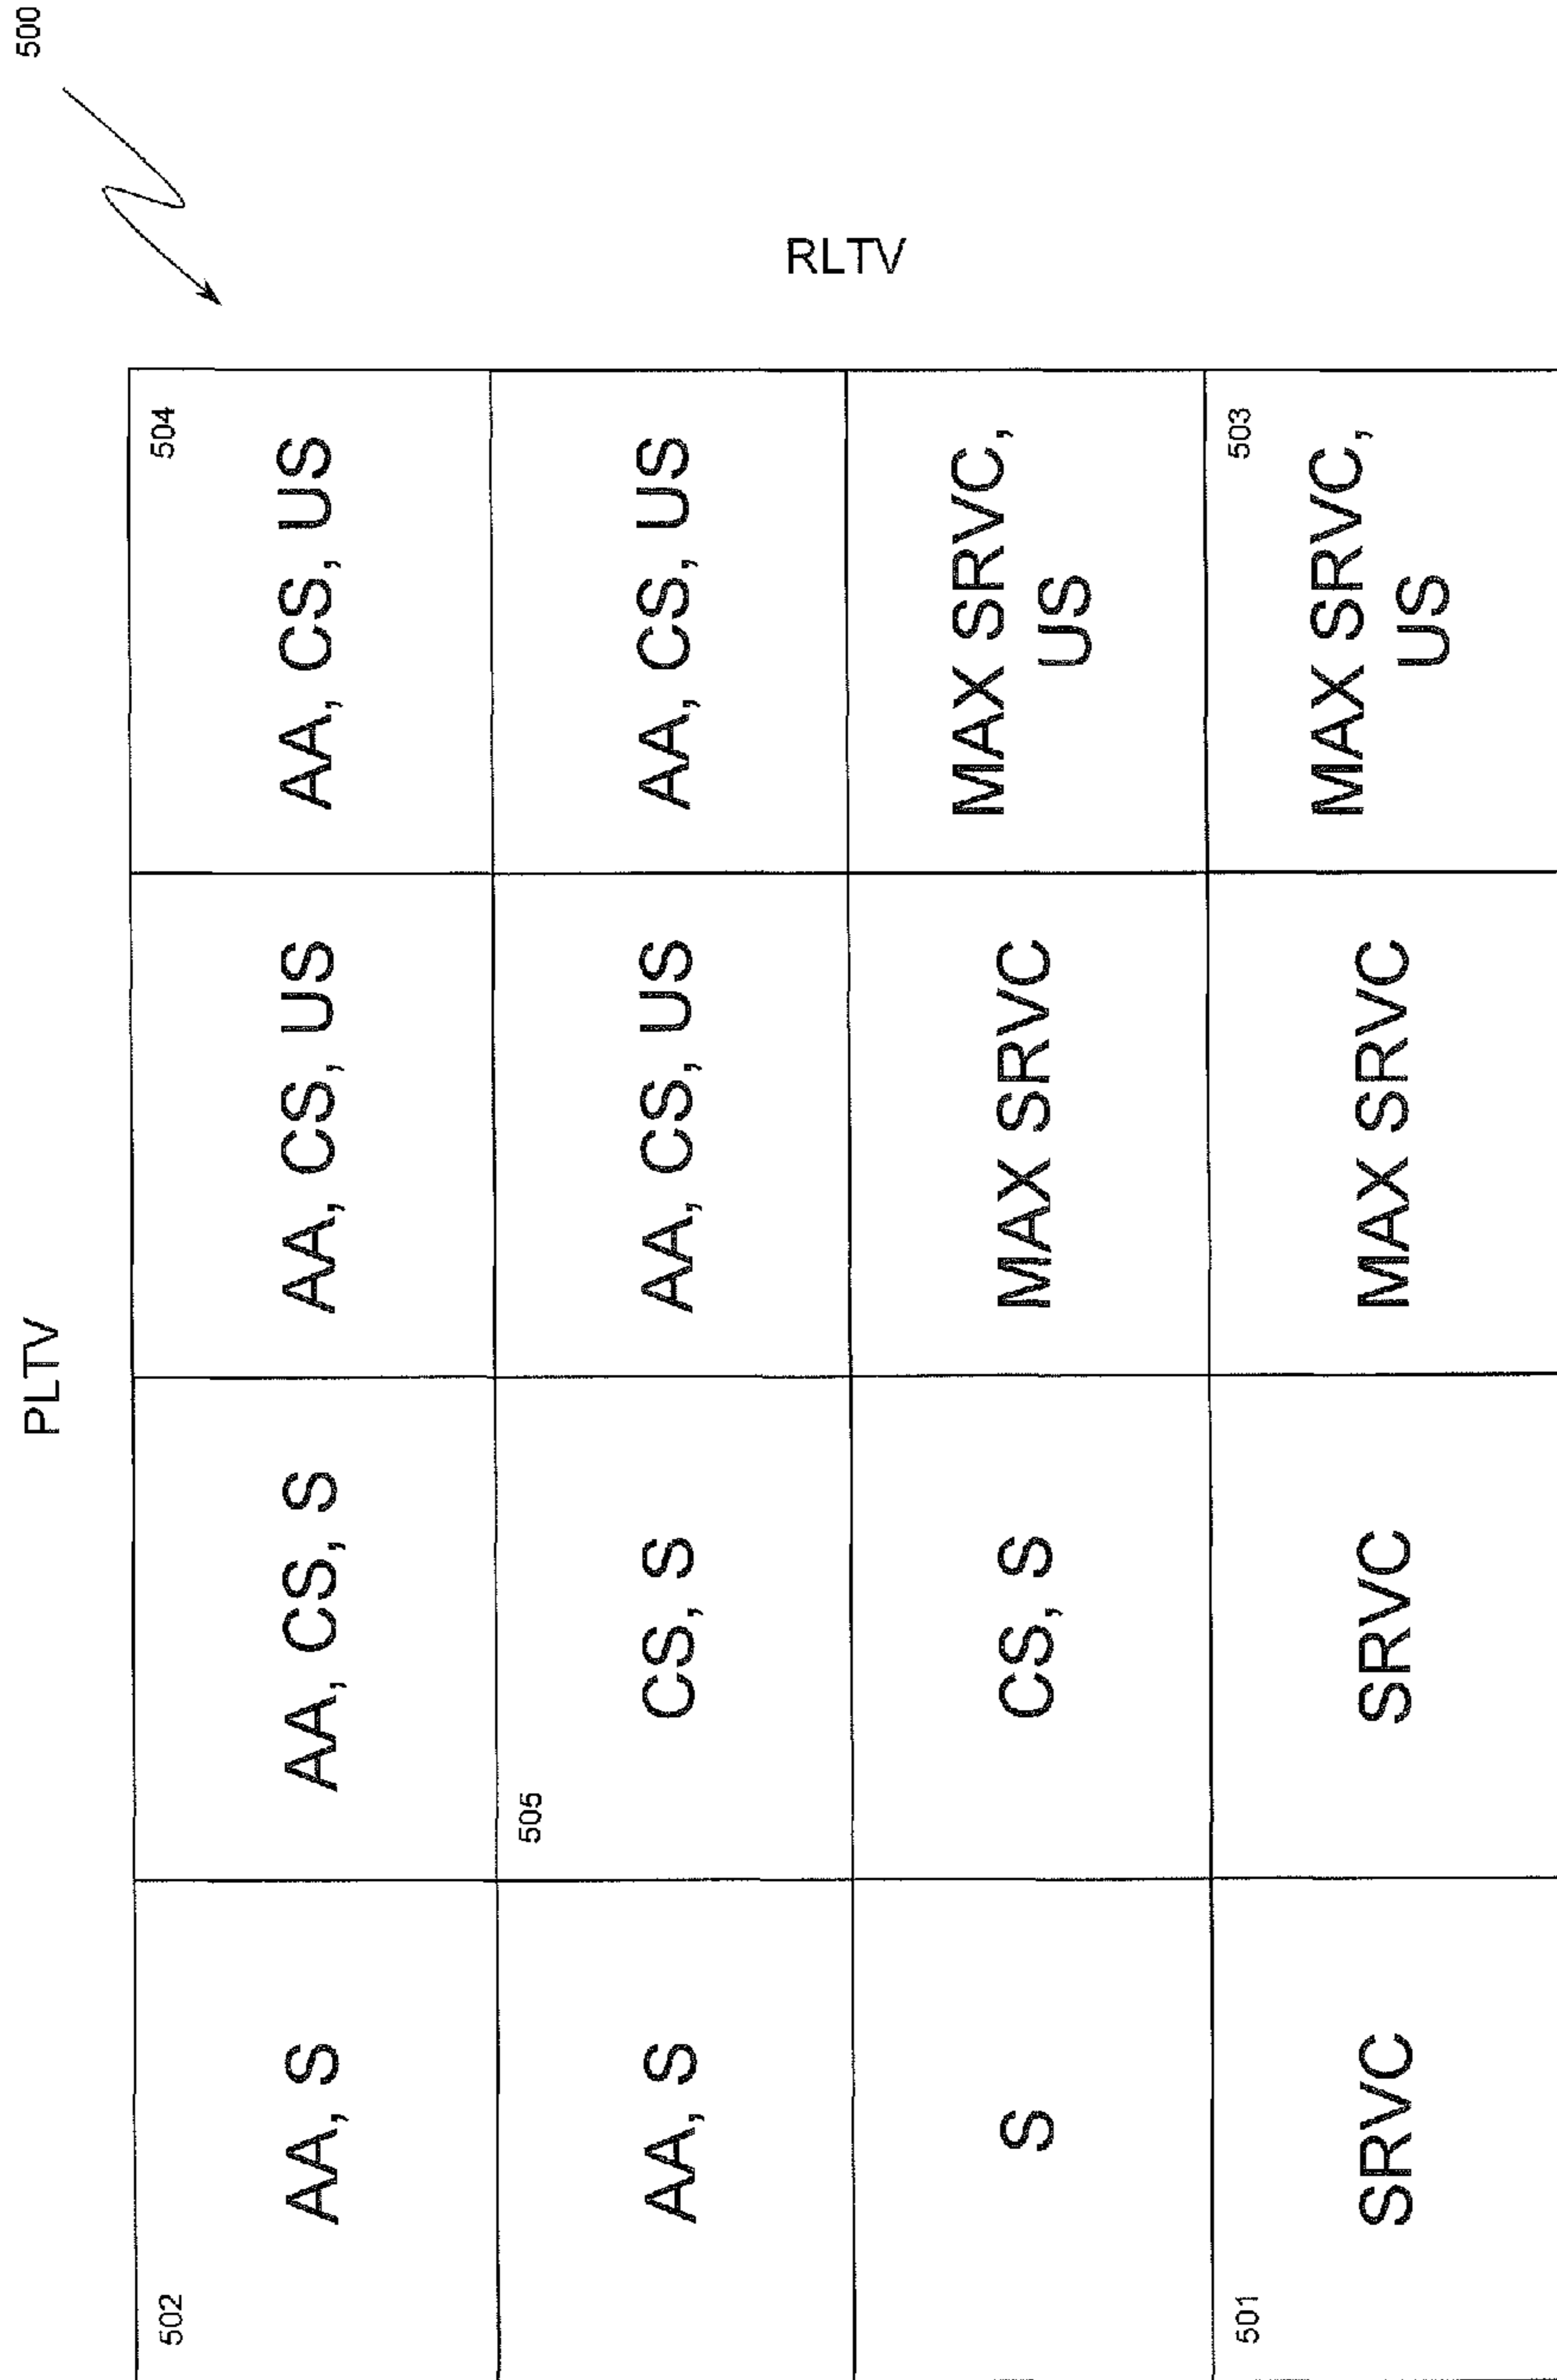 PLTV
500
502
504
AA, S
AA, CS, S
AA, CS, US
AA, CS, US
505
AA, S
CS, S
AA, CS, US
AA, CS, US
RLTV
S
CS, S
MAX SRVC
MAX SRVC,
US
501
503
SRVC
SRVC
MAX SRVC
MAX SRVC,
US